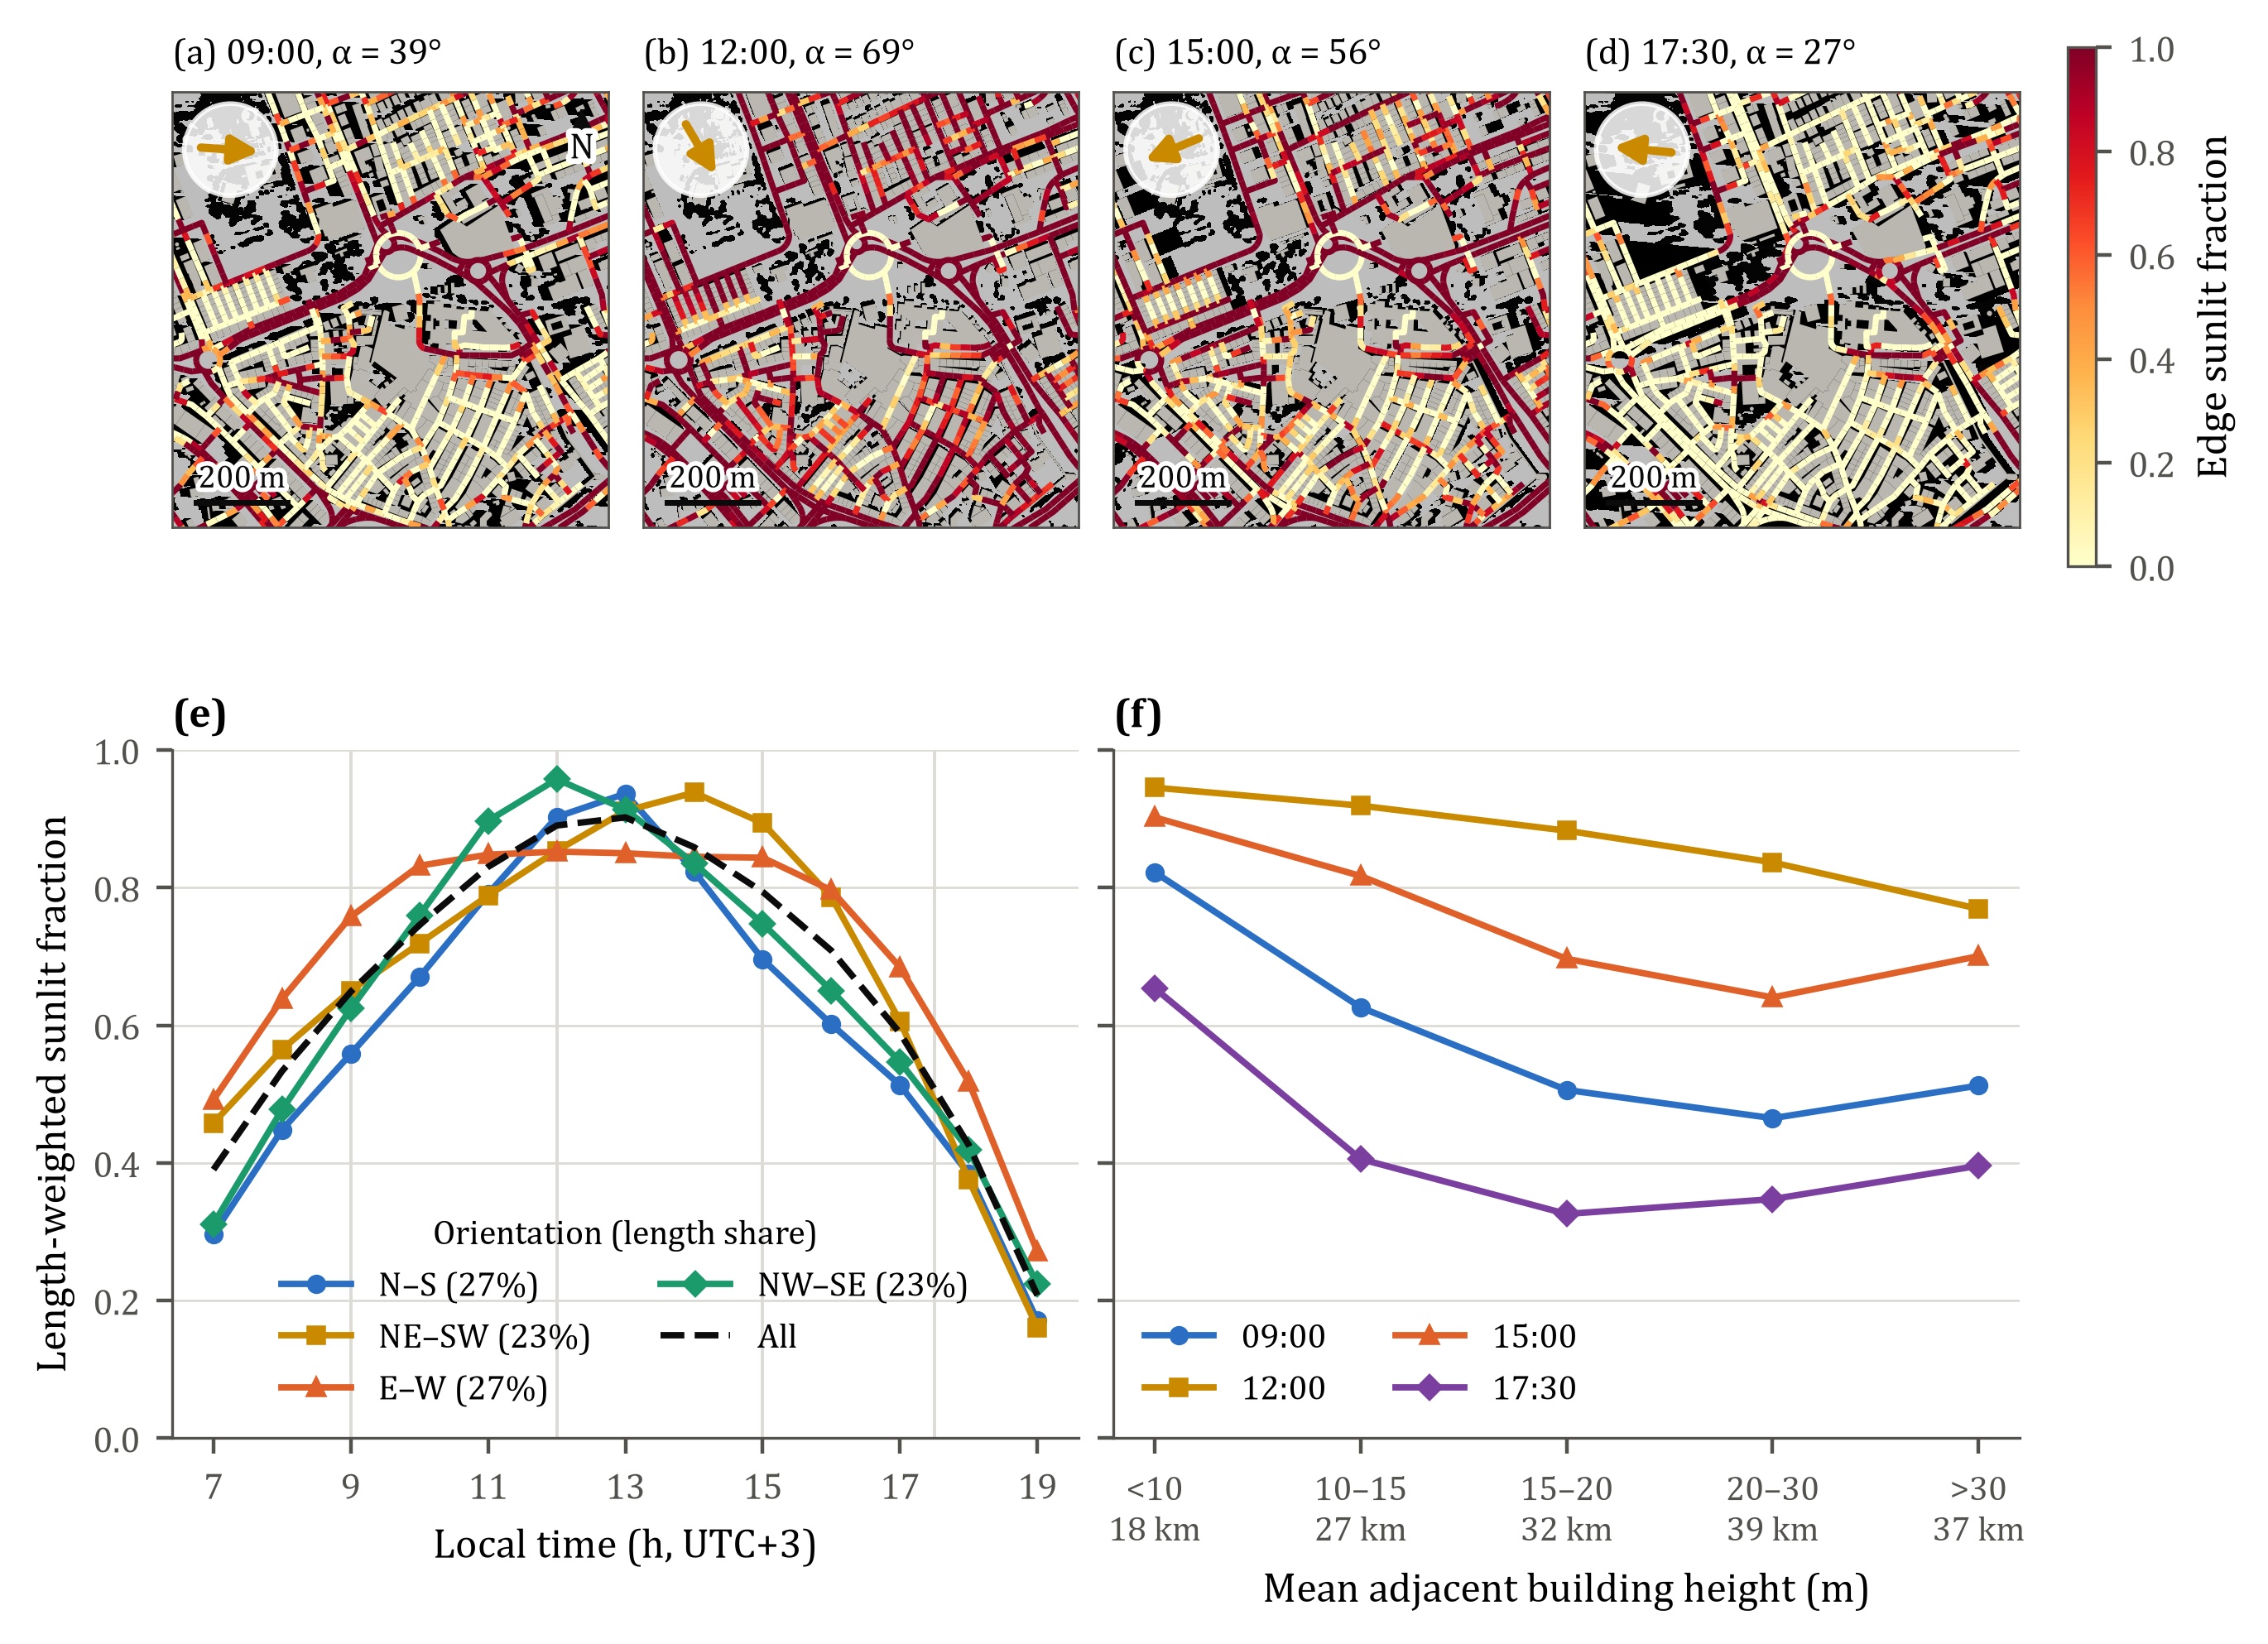 (a) 09:00, α = 39°
(b) 12:00, α = 69°
(c) 15:00, α = 56°
(d) 17:30, α = 27°
N
200 m
200 m
200 m
200 m
1.0
0.8
0.6
0.4
0.2
0.0
Edge sunlit fraction
(e)
1.0
0.8
0.6
0.4
0.2
0.0
Length-weighted sunlit fraction
Orientation (length share)
N–S (27%)
NE–SW (23%)
E–W (27%)
NW–SE (23%)
All
7
9
11
13
15
17
19
Local time (h, UTC+3)
(f)
09:00
12:00
15:00
17:30
<10
18 km
10–15
27 km
15–20
32 km
20–30
39 km
>30
37 km
Mean adjacent building height (m)